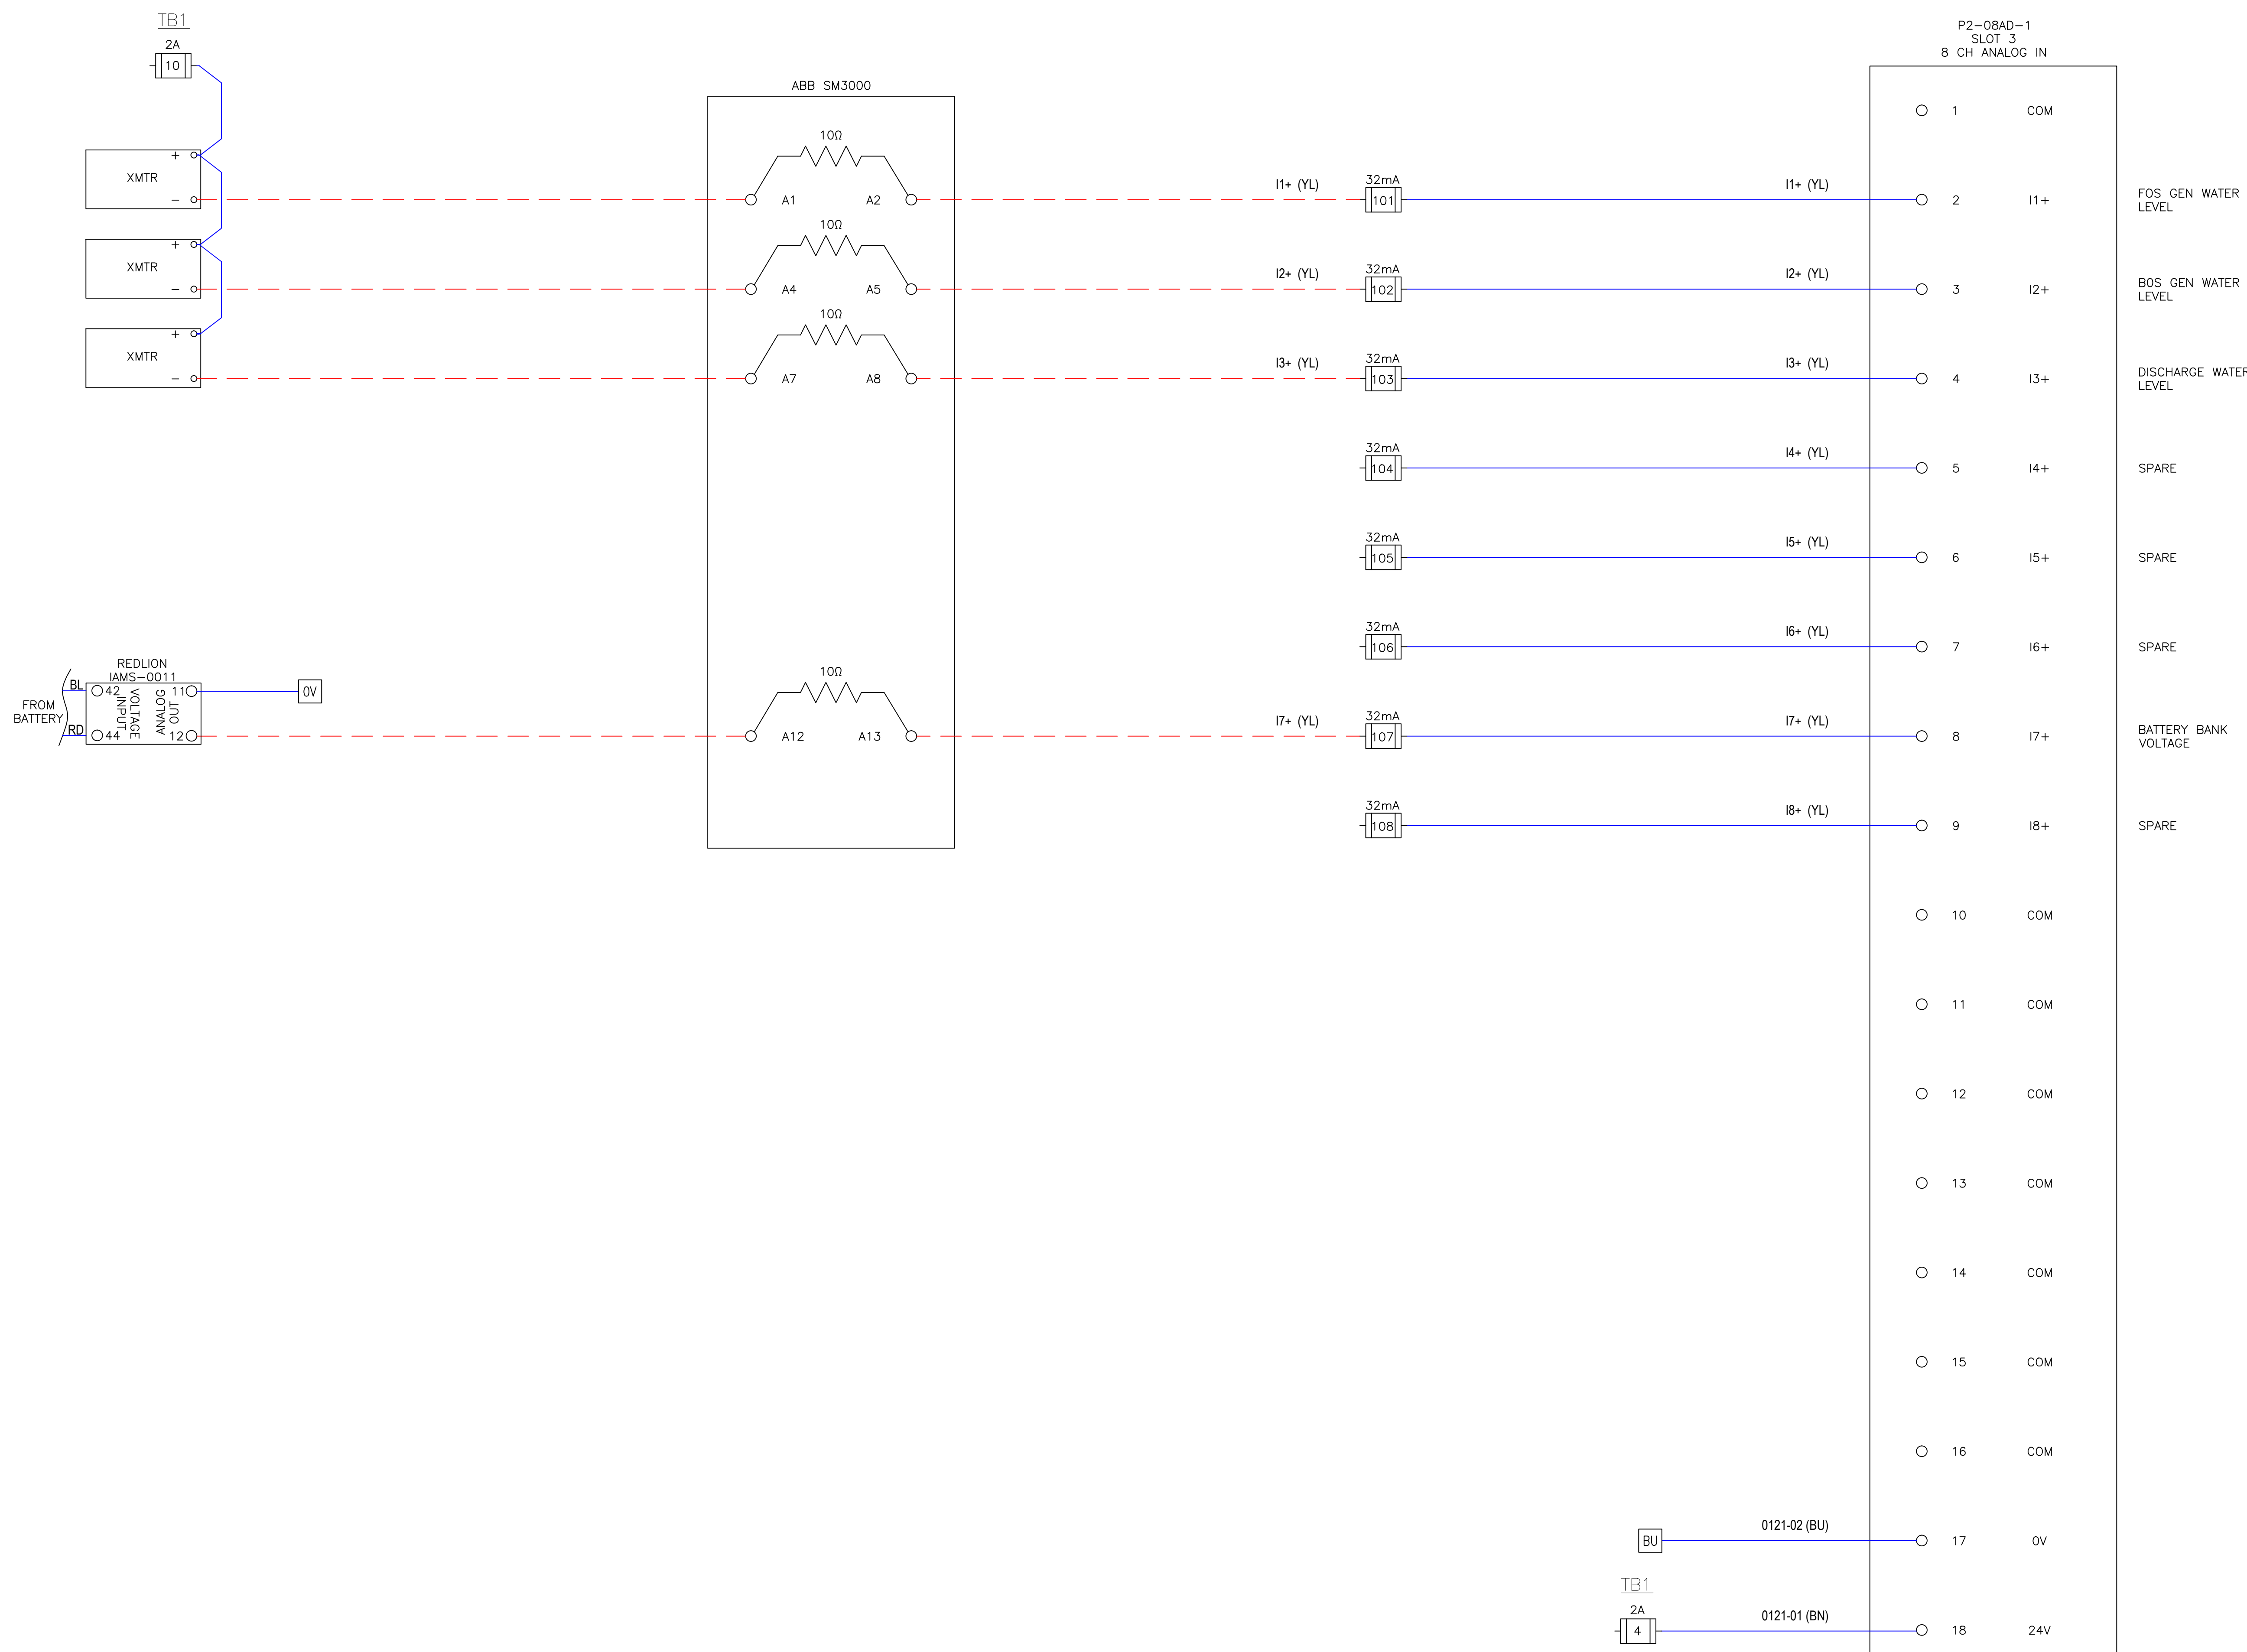 TB1
2A
10
P2-08AD-1
SLOT 3
8 CH ANALOG IN
ABB SM3000
1 COM
10Ω
XMTR
+
−
A1 A2
I1+ (YL)
32mA
101
I1+ (YL)
2 I1+
FOS GEN WATER
LEVEL
10Ω
XMTR
+
−
A4 A5
I2+ (YL)
32mA
102
I2+ (YL)
3 I2+
BOS GEN WATER
LEVEL
10Ω
XMTR
+
−
A7 A8
I3+ (YL)
32mA
103
I3+ (YL)
4 I3+
DISCHARGE WATER
LEVEL
32mA
104
I4+ (YL)
5 I4+
SPARE
32mA
105
I5+ (YL)
6 I5+
SPARE
32mA
106
I6+ (YL)
7 I6+
SPARE
REDLION
IAMS-0011
FROM
BATTERY
BL
RD
42
44
VOLTAGE
INPUT
ANALOG
OUT
11
12
0V
10Ω
A12 A13
I7+ (YL)
32mA
107
I7+ (YL)
8 I7+
BATTERY BANK
VOLTAGE
32mA
108
I8+ (YL)
9 I8+
SPARE
10 COM
11 COM
12 COM
13 COM
14 COM
15 COM
16 COM
BU
0121-02 (BU)
17 0V
TB1
2A
4
0121-01 (BN)
18 24V